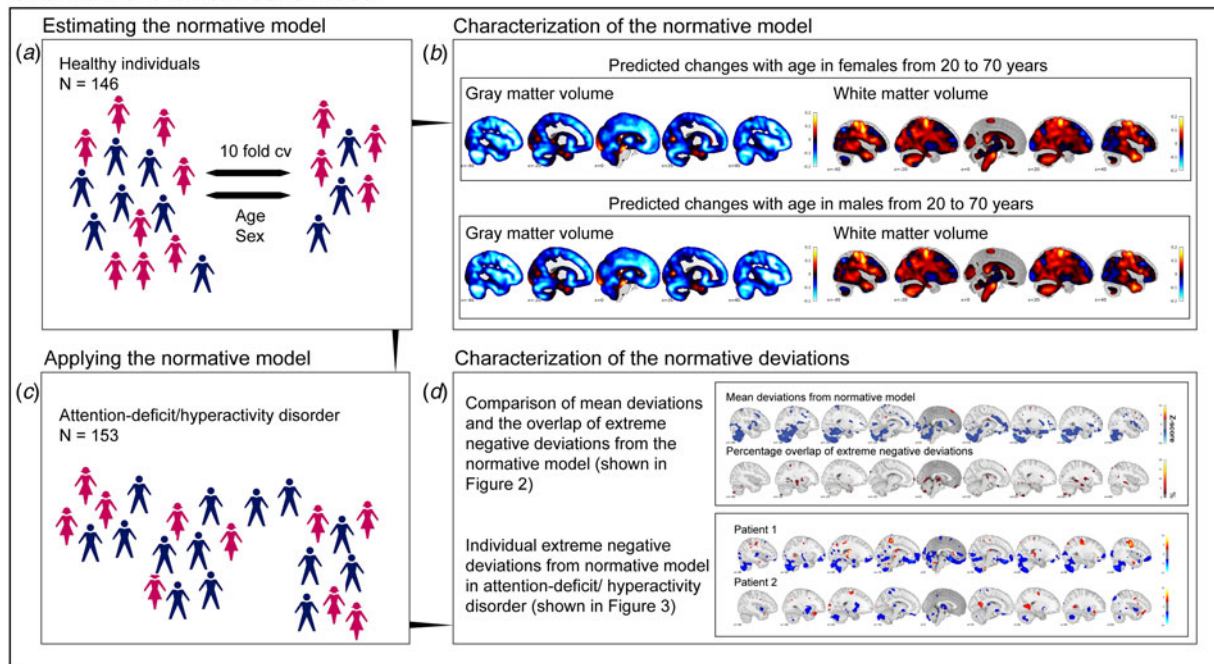 Estimating the normative model
(a)
Healthy individuals
N = 146
10 fold cv
Age
Sex
Characterization of the normative model
(b)
Predicted changes with age in females from 20 to 70 years
Gray matter volume
White matter volume
Predicted changes with age in males from 20 to 70 years
Gray matter volume
White matter volume
Applying the normative model
(c)
Attention-deficit/hyperactivity disorder
N = 153
Characterization of the normative deviations
(d)
Comparison of mean deviations
and the overlap of extreme
negative deviations from the
normative model (shown in
Figure 2)
Mean deviations from normative model
Z-score
Percentage overlap of extreme negative deviations
%
Individual extreme negative
deviations from normative model
in attention-deficit/ hyperactivity
disorder (shown in Figure 3)
Patient 1
Patient 2